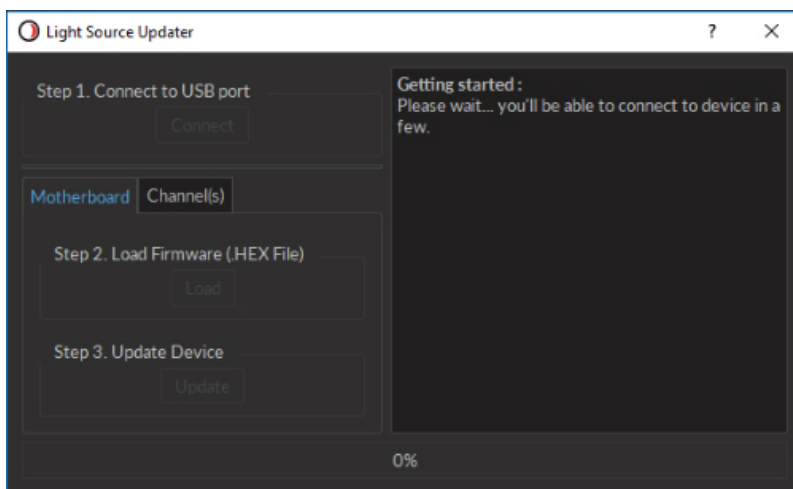 Light Source Updater
?
Step 1. Connect to USB port
Connect
Motherboard
Channel(s)
Step 2. Load Firmware (.HEX File)
Load
Step 3. Update Device
Update
Getting started :
Please wait... you'll be able to connect to device in a
few.
0%